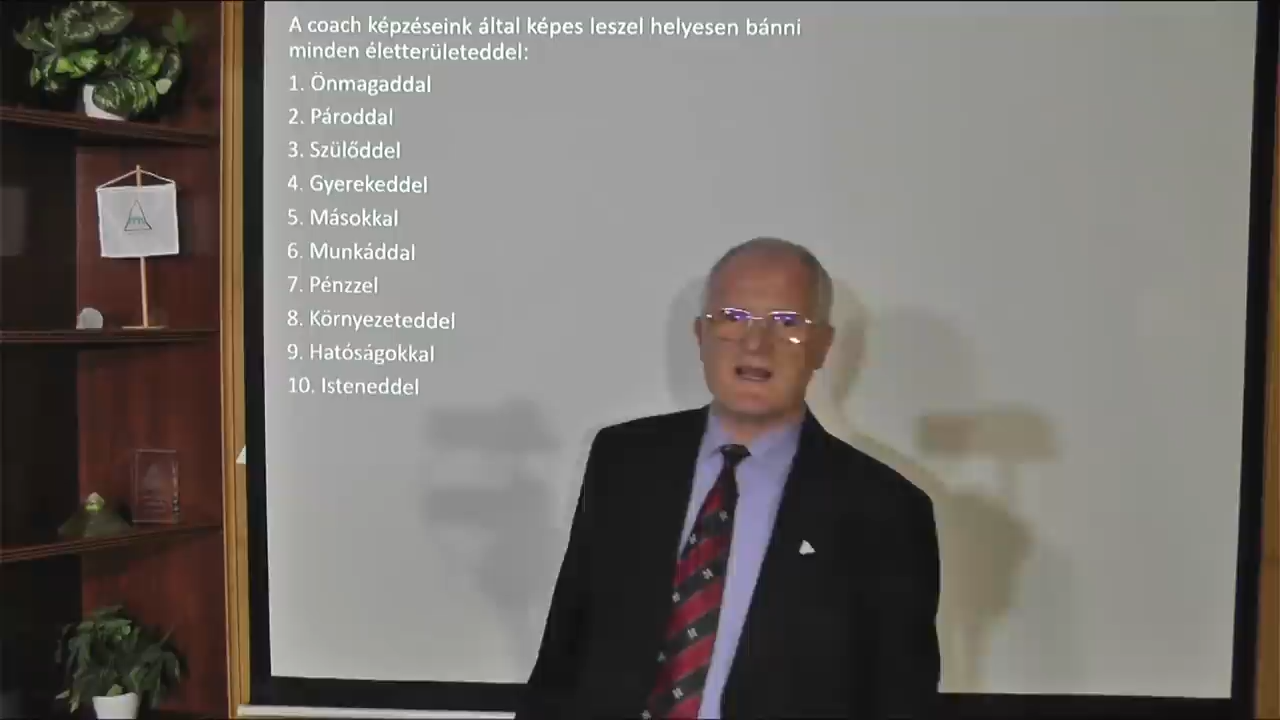 A coach képzéseink által képes leszel helyesen bánni
minden életterületeddel:
1. Önmagaddal
2. Pároddal
3. Szülőddel
4. Gyerekeddel
5. Másokkal
6. Munkáddal
7. Pénzzel
8. Környezeteddel
9. Hatóságokkal
10. Isteneddel